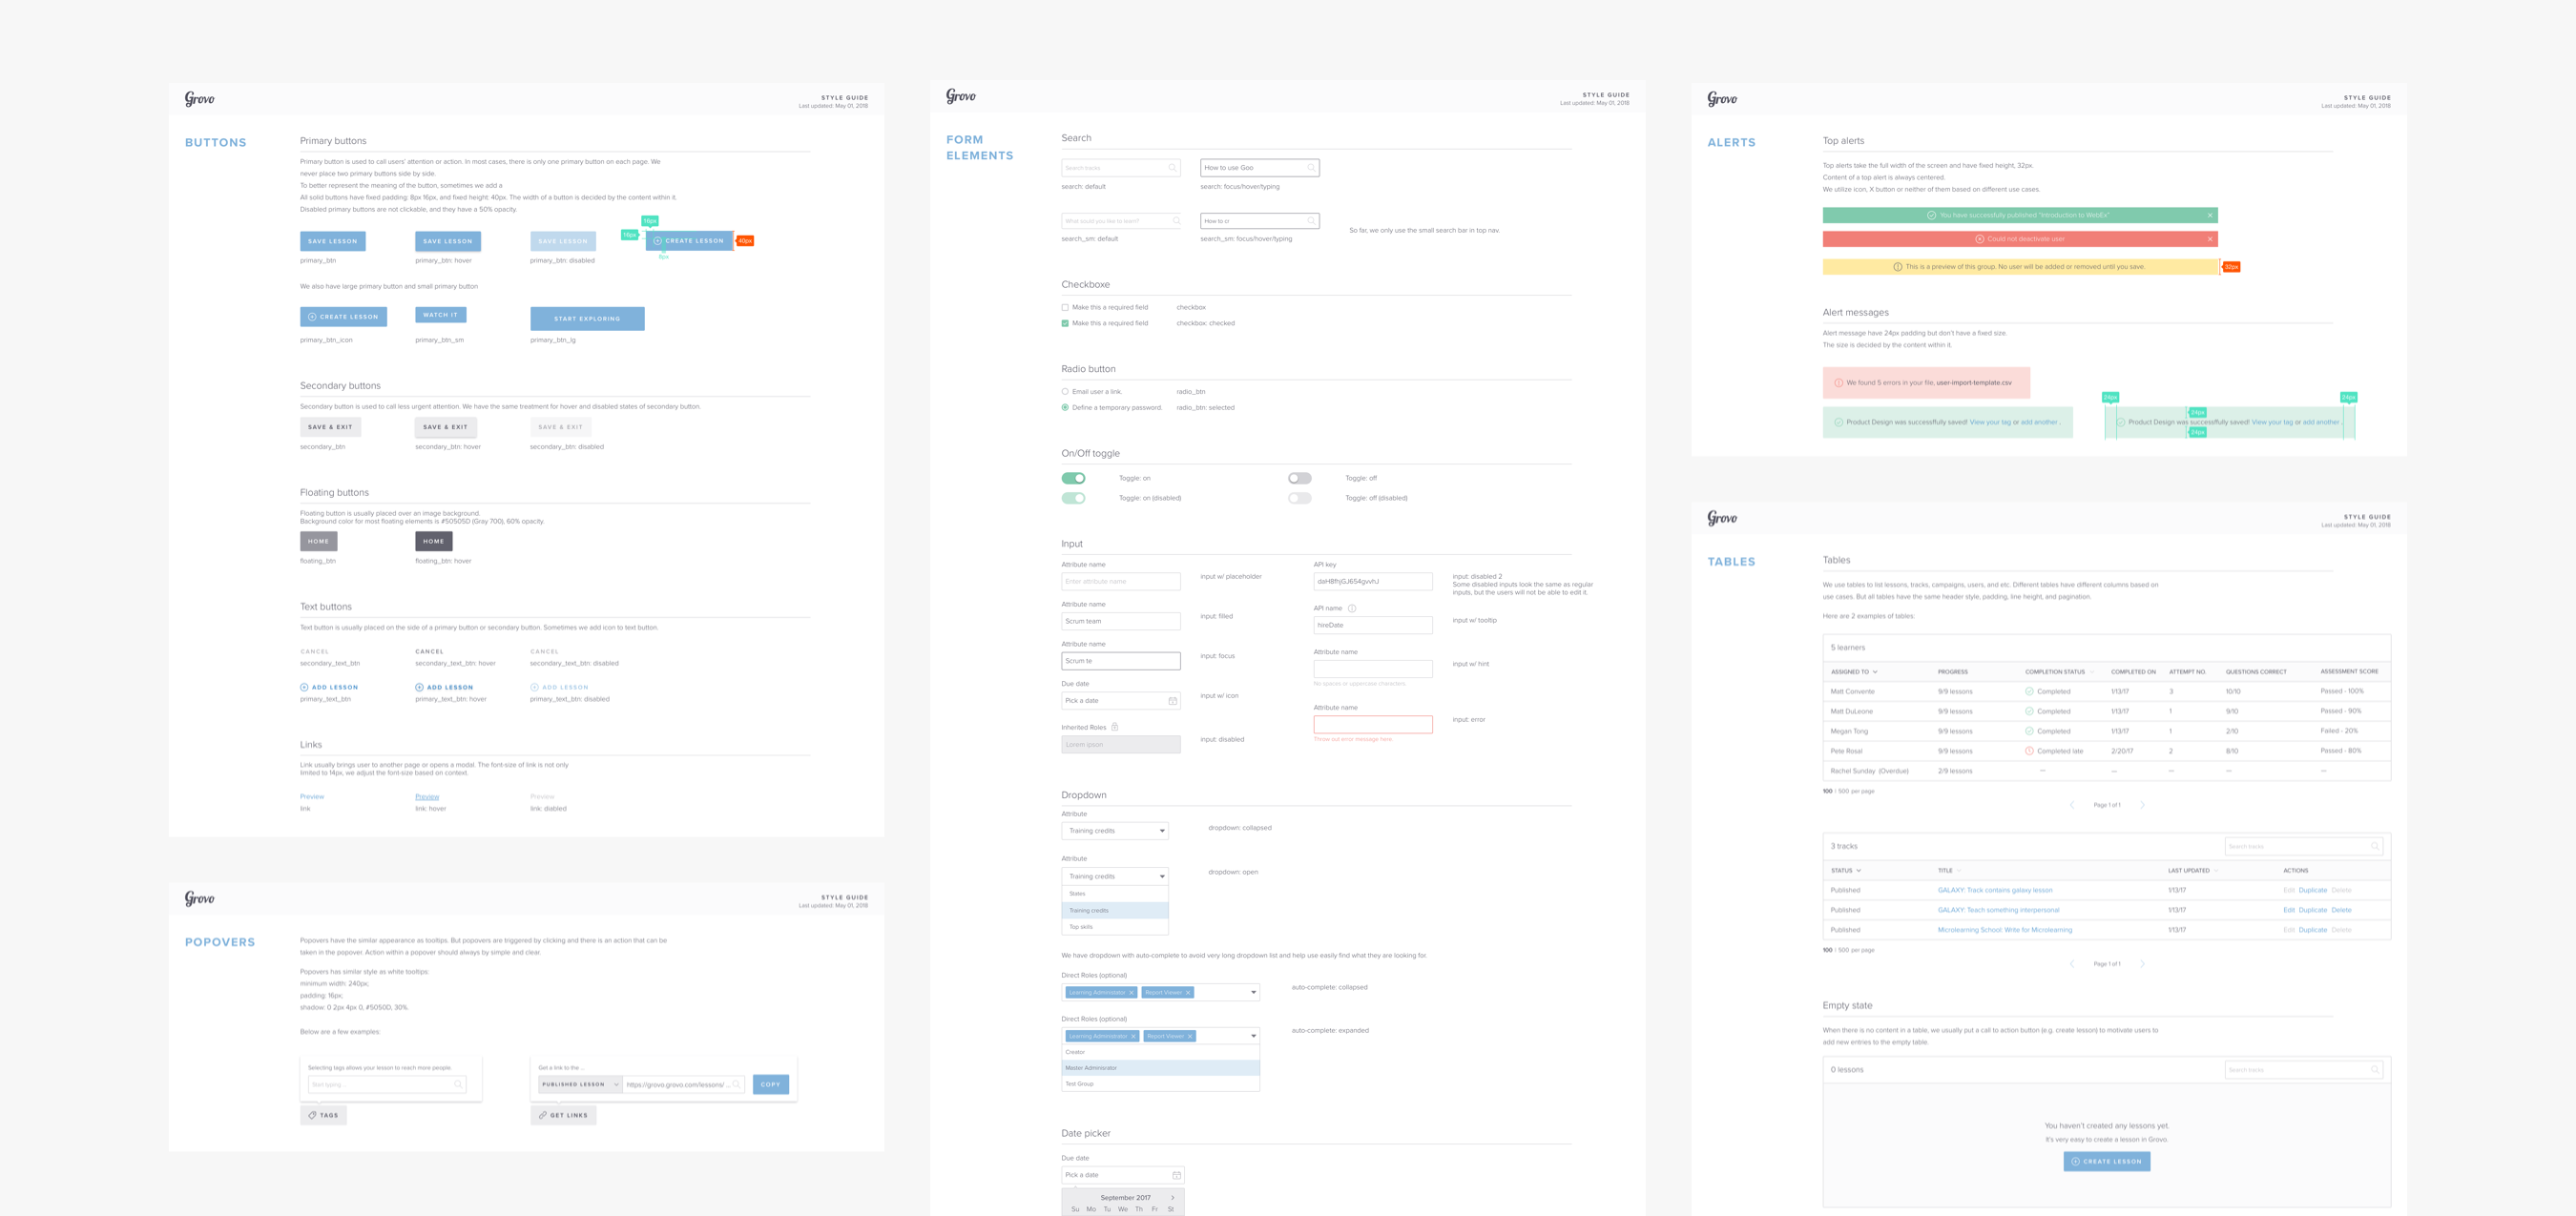 Grovo
STYLE GUIDE
Last updated: May 01, 2018
BUTTONS
Primary buttons
Primary button is used to call users' attention or action. In most cases, there is only one primary button on each page. We
never place two primary buttons side by side.
To better represent the meaning of the button, sometimes we add a
All solid buttons have fixed padding: 8px 16px, and fixed height: 40px. The width of a button is decided by the content within it.
Disabled primary buttons are not clickable, and they have a 50% opacity.
16px
16px
SAVE LESSON
SAVE LESSON
SAVE LESSON
CREATE LESSON
40px
8px
primary_btn
primary_btn: hover
primary_btn: disabled
We also have large primary button and small primary button
CREATE LESSON
WATCH IT
START EXPLORING
primary_btn_icon
primary_btn_sm
primary_btn_lg
Secondary buttons
Secondary button is used to call less urgent attention. We have the same treatment for hover and disabled states of secondary button.
SAVE & EXIT
SAVE & EXIT
SAVE & EXIT
secondary_btn
secondary_btn: hover
secondary_btn: disabled
Floating buttons
Floating button is usually placed over an image background.
Background color for most floating elements is #50505D (Gray 700), 60% opacity.
HOME
HOME
floating_btn
floating_btn: hover
Text buttons
Text button is usually placed on the side of a primary button or secondary button. Sometimes we add icon to text button.
CANCEL
CANCEL
CANCEL
secondary_text_btn
secondary_text_btn: hover
secondary_text_btn: disabled
ADD LESSON
ADD LESSON
ADD LESSON
primary_text_btn
primary_text_btn: hover
primary_text_btn: disabled
Links
Link usually brings user to another page or opens a modal. The font-size of link is not only
limited to 14px, we adjust the font-size based on context.
Preview
Preview
Preview
link
link: hover
link: diabled
Grovo
STYLE GUIDE
Last updated: May 01, 2018
POPOVERS
Popovers have the similar appearance as tooltips. But popovers are triggered by clicking and there is an action that can be
taken in the popover. Action within a popover should always by simple and clear.
Popovers has similar style as white tooltips:
minimum width: 240px;
padding: 16px;
shadow: 0 2px 4px 0, #5050D, 30%.
Below are a few examples:
Selecting tags allows your lesson to reach more people.
Start typing...
TAGS
Get a link to the ...
PUBLISHED LESSON
https://grovo.grovo.com/lessons/ ...
COPY
GET LINKS
Grovo
STYLE GUIDE
Last updated: May 01, 2018
FORM
ELEMENTS
Search
Search tracks
How to use Goo
search: default
search: focus/hover/typing
What would you like to learn?
How to cr
So far, we only use the small search bar in top nav.
search_sm: default
search_sm: focus/hover/typing
Checkboxe
Make this a required field
checkbox
Make this a required field
checkbox: checked
Radio button
Email user a link.
radio_btn
Define a temporary password.
radio_btn: selected
On/Off toggle
Toggle: on
Toggle: off
Toggle: on (disabled)
Toggle: off (disabled)
Input
Attribute name
Enter attribute name
input w/ placeholder
Attribute name
Scrum team
input: filled
Attribute name
Scrum te
input: focus
Due date
Pick a date
input w/ icon
Inherited Roles
Lorem ipson
input: disabled
API key
input: disabled 2
Some disabled inputs look the same as regular
inputs, but the users will not be able to edit it.
API name
hireDate
input w/ tooltip
Attribute name
input w/ hint
No spaces or uppercase characters.
Attribute name
input: error
Throw out error message here.
Dropdown
Attribute
Training credits
dropdown: collapsed
Attribute
Training credits
dropdown: open
States
Training credits
Top skills
We have dropdown with auto-complete to avoid very long dropdown list and help use easily find what they are looking for.
Direct Roles (optional)
Learning Administrator
Report Viewer
auto-complete: collapsed
Direct Roles (optional)
Learning Administrator
Report Viewer
auto-complete: expanded
Creator
Master Adminisrator
Test Group
Date picker
Due date
Pick a date
September 2017
Su Mo Tu We Th Fr St
Grovo
STYLE GUIDE
Last updated: May 01, 2018
ALERTS
Top alerts
Top alerts take the full width of the screen and have fixed height, 32px.
Content of a top alert is always centered.
We utilize icon, X button or neither of them based on different use cases.
You have successfully published "Introduction to WebEx"
Could not deactivate user
This is a preview of this group. No user will be added or removed until you save.
32px
Alert messages
Alert message have 24px padding but don't have a fixed size.
The size is decided by the content within it.
We found 5 errors in your file, user-import-template.csv
Product Design was successfully saved! View your tag or add another .
24px
24px
24px
Product Design was successfully saved! View your tag or add another .
24px
Grovo
STYLE GUIDE
Last updated: May 01, 2018
TABLES
Tables
We use tables to list lessons, tracks, campaigns, users, and etc. Different tables have different columns based on
use cases. But all tables have the same header style, padding, line height, and pagination.
Here are 2 examples of tables:
5 learners
ASSIGNED TO PROGRESS COMPLETION STATUS COMPLETED ON ATTEMPT NO. QUESTIONS CORRECT ASSESSMENT SCORE
Matt Convente 9/9 lessons Completed 1/13/17 3 10/10 Passed - 100%
Matt DuLeone 9/9 lessons Completed 1/13/17 1 9/10 Passed - 90%
Megan Tong 9/9 lessons Completed 1/13/17 1 2/10 Failed - 20%
Pete Rosal 9/9 lessons Completed late 2/20/17 2 8/10 Passed - 80%
Rachel Sunday (Overdue) 2/9 lessons — — — — —
100 | 500 per page
Page 1 of 1
3 tracks
Search tracks
STATUS TITLE LAST UPDATED ACTIONS
Published GALAXY: Track contains galaxy lesson 1/13/17 Edit Duplicate Delete
Published GALAXY: Teach something interpersonal 1/13/17 Edit Duplicate Delete
Published Microlearning School: Write for Microlearning 1/13/17 Edit Duplicate Delete
100 | 500 per page
Page 1 of 1
Empty state
When there is no content in a table, we usually put a call to action button (e.g. create lesson) to motivate users to
add new entries to the empty table.
0 lessons
Search tracks
You haven't created any lessons yet.
It's very easy to create a lesson in Grovo.
CREATE LESSON